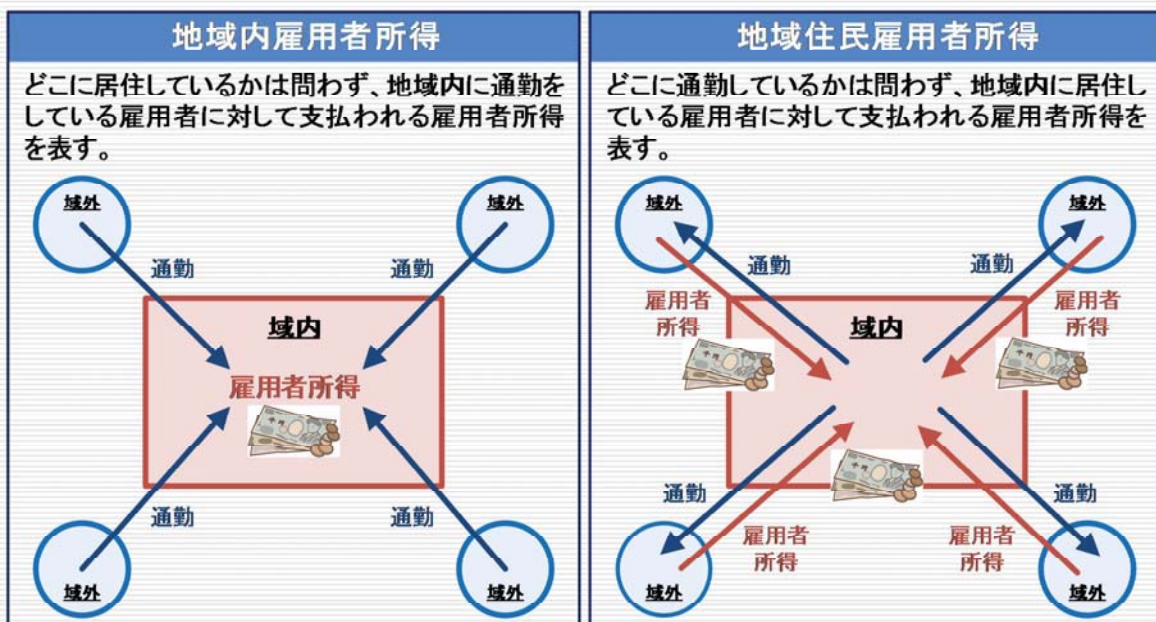 地域内雇用者所得
どこに居住しているかは問わず、地域内に通勤を
している雇用者に対して支払われる雇用者所得
を表す。
域外
域外
通勤
通勤
域内
雇用者所得
通勤
通勤
域外
域外
地域住民雇用者所得
どこに通勤しているかは問わず、地域内に居住し
ている雇用者に対して支払われる雇用者所得を
表す。
域外
域外
通勤
通勤
雇用者
所得
域内
雇用者
所得
通勤
通勤
雇用者
所得
雇用者
所得
域外
域外